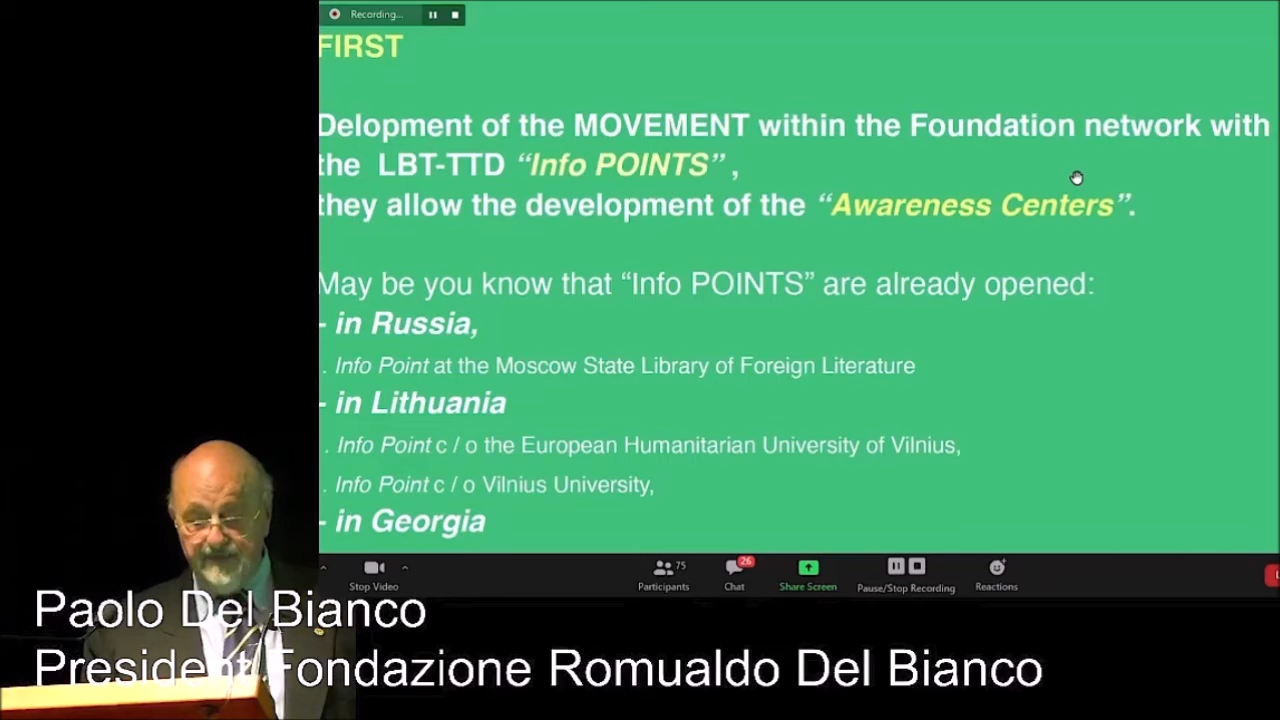 Recording...
FIRST
Delopment of the MOVEMENT within the Foundation network with
the LBT-TTD “Info POINTS” ,
they allow the development of the “Awareness Centers”.
May be you know that “Info POINTS” are already opened:
- in Russia,
. Info Point at the Moscow State Library of Foreign Literature
- in Lithuania
. Info Point c / o the European Humanitarian University of Vilnius,
. Info Point c / o Vilnius University,
- in Georgia
75
26
Stop Video
Participants
Chat
Share Screen
Pause/Stop Recording
Reactions
Paolo Del Bianco
President Fondazione Romualdo Del Bianco